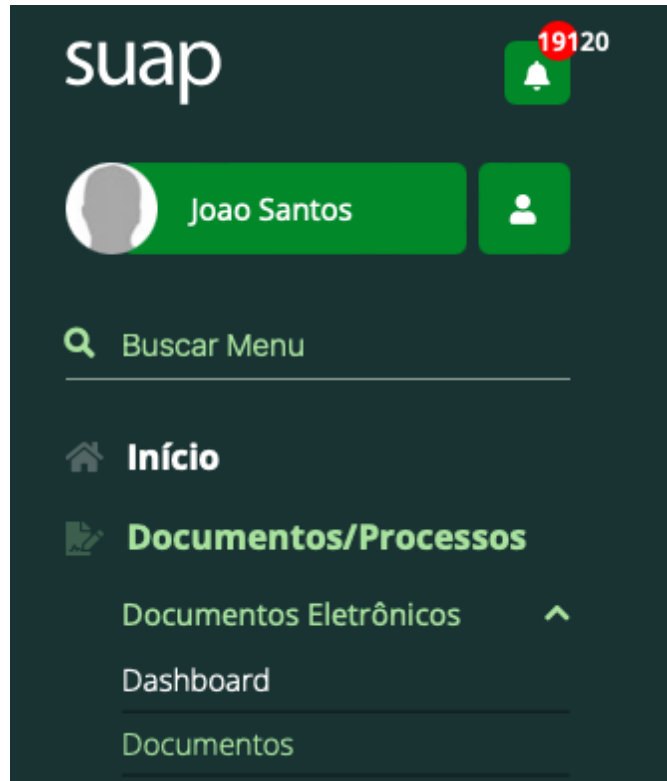 suap
19120
Joao Santos
Buscar Menu
Início
Documentos/Processos
Documentos Eletrônicos
Dashboard
Documentos